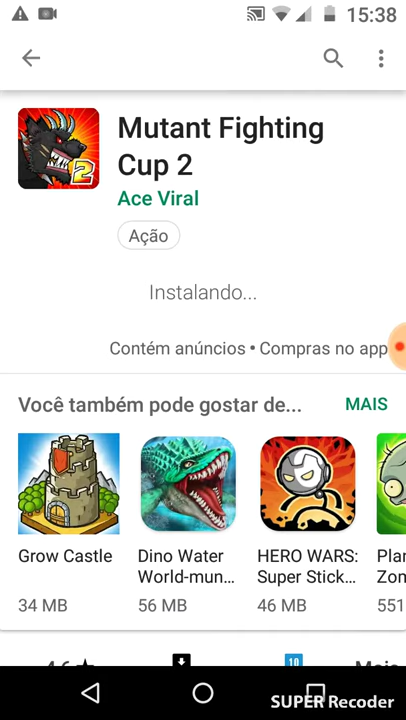 15:38
Mutant Fighting
Cup 2
Ace Viral
Ação
Instalando...
Contém anúncios • Compras no app
Você também pode gostar de...
MAIS
Grow Castle
34 MB
Dino Water
World-mun...
56 MB
HERO WARS:
Super Stick...
46 MB
551
10
SUPER Recoder